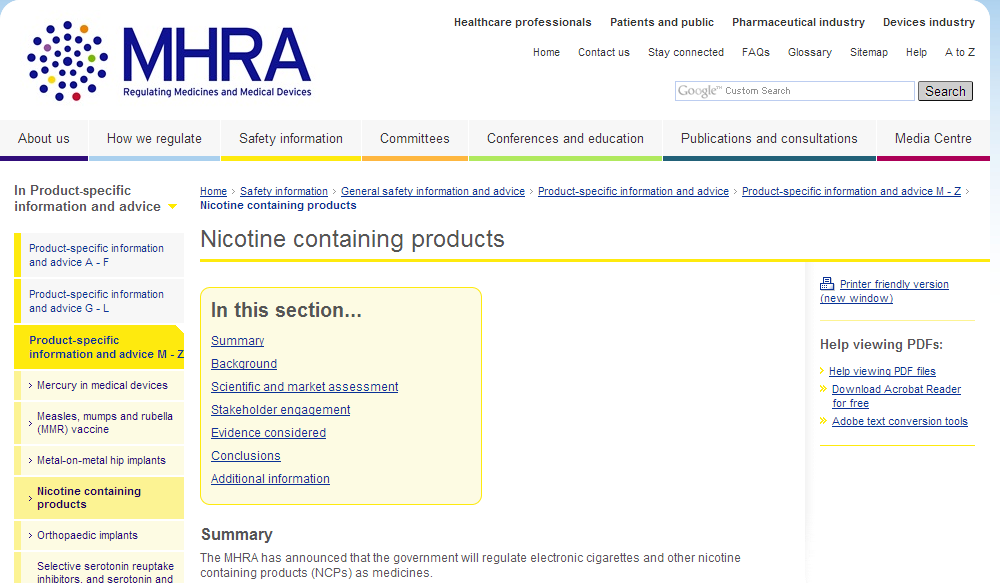 Healthcare professionals Patients and public Pharmaceutical industry Devices industry
MHRA
Regulating Medicines and Medical Devices
Home Contact us Stay connected FAQs Glossary Sitemap Help A to Z
Google™ Custom Search Search
About us How we regulate Safety information Committees Conferences and education Publications and consultations Media Centre
In Product-specific
information and advice
Product-specific information
and advice A - F
Product-specific information
and advice G - L
Product-specific
information and advice M - Z
› Mercury in medical devices
› Measles, mumps and rubella
(MMR) vaccine
› Metal-on-metal hip implants
› Nicotine containing
products
› Orthopaedic implants
Selective serotonin reuptake
inhibitors, and serotonin and
Home › Safety information › General safety information and advice › Product-specific information and advice › Product-specific information and advice M - Z ›
Nicotine containing products
Nicotine containing products
In this section...
Summary
Background
Scientific and market assessment
Stakeholder engagement
Evidence considered
Conclusions
Additional information
Summary
The MHRA has announced that the government will regulate electronic cigarettes and other nicotine
containing products (NCPs) as medicines.
Printer friendly version
(new window)
Help viewing PDFs:
› Help viewing PDF files
» Download Acrobat Reader
for free
» Adobe text conversion tools